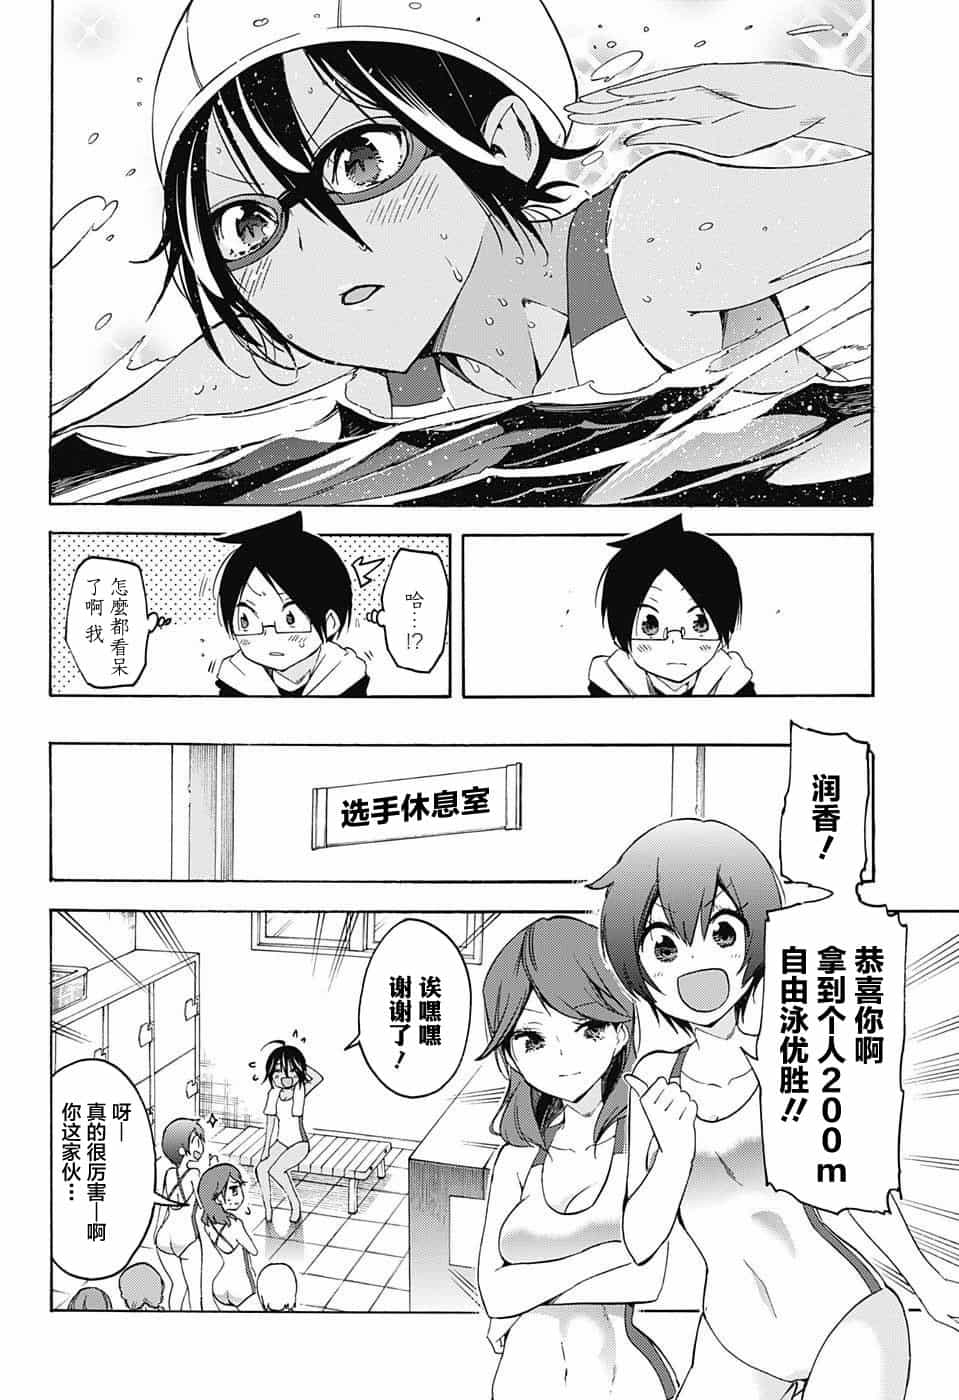 哈…!?
怎麼都看呆
了啊我
选手休息室
润香！
恭喜你啊
拿到个人200m
自由泳优胜!!
诶嘿嘿
谢谢了！
呀—
真的很厉害—啊
你这家伙…